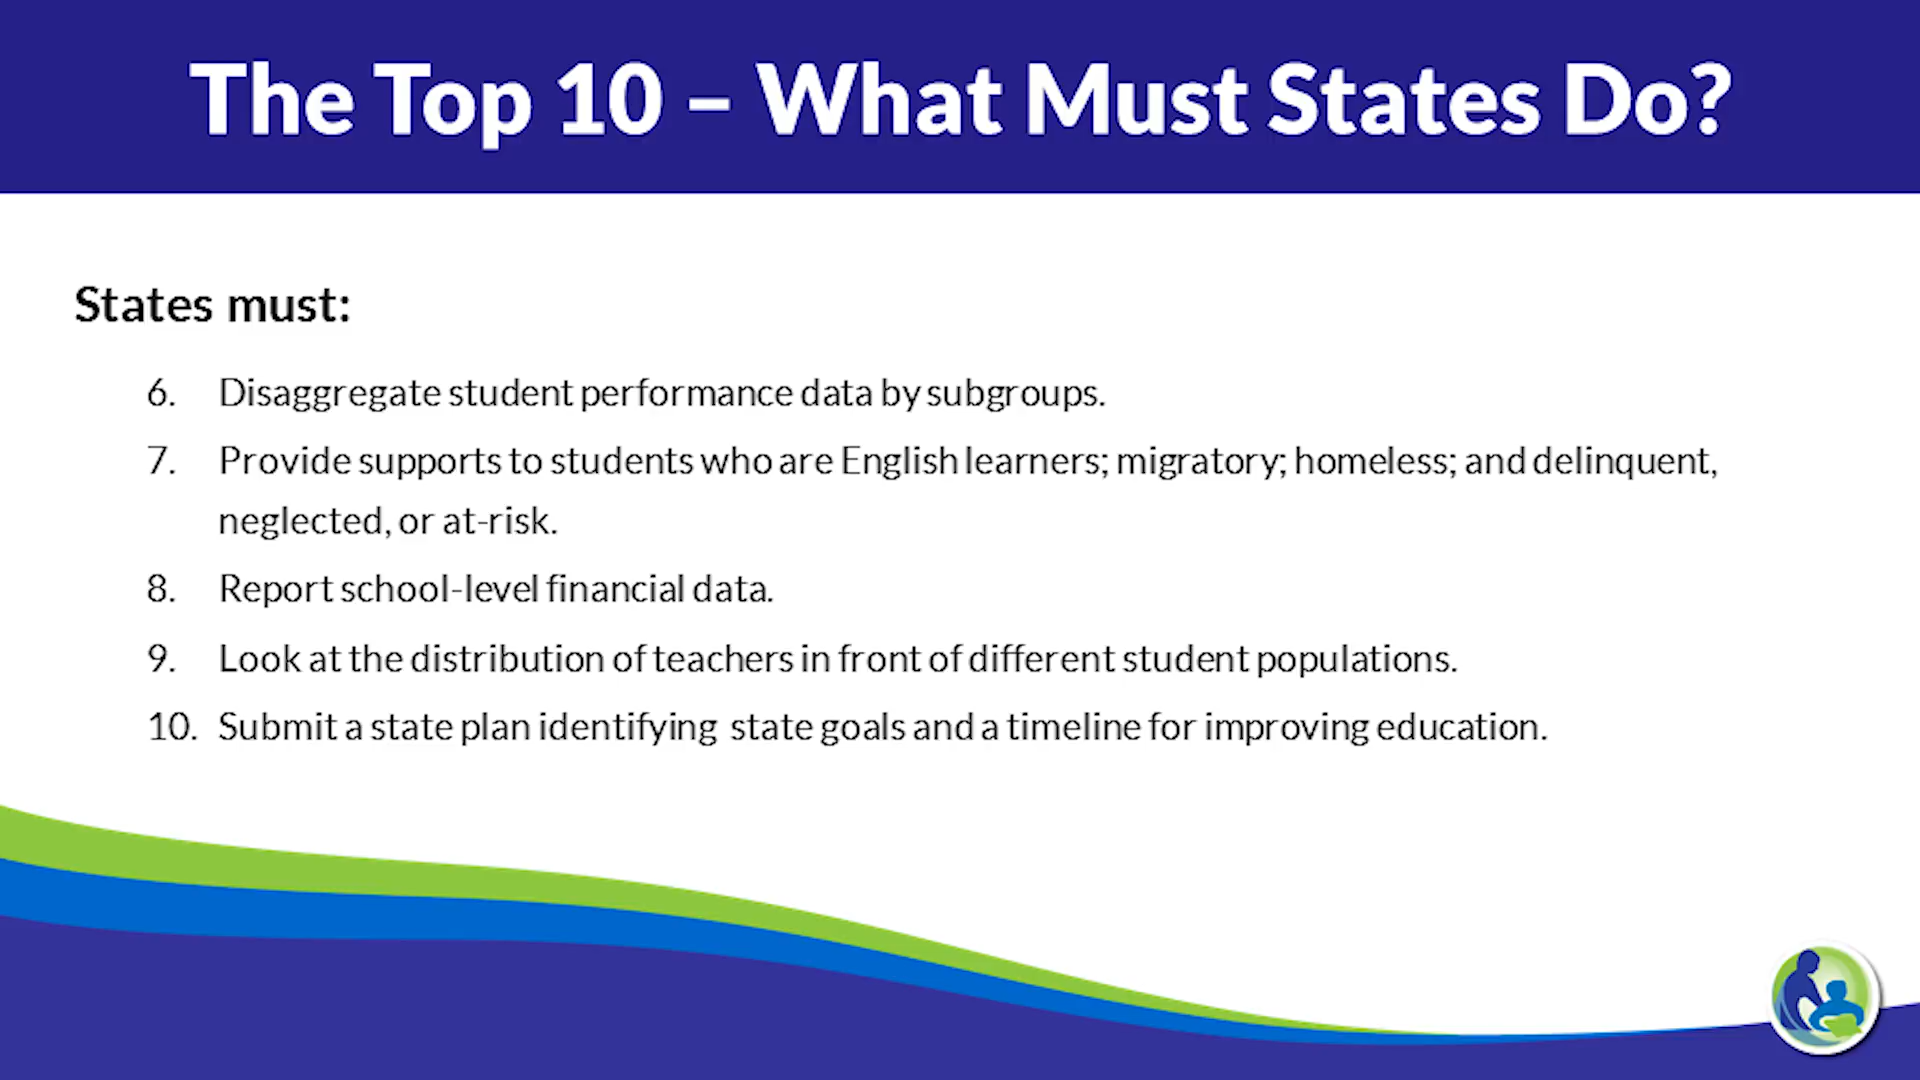 The Top 10 – What Must States Do?
States must:
6. Disaggregate student performance data by subgroups.
7. Provide supports to students who are English learners; migratory; homeless; and delinquent,
neglected, or at-risk.
8. Report school-level financial data.
9. Look at the distribution of teachers in front of different student populations.
10. Submit a state plan identifying state goals and a timeline for improving education.